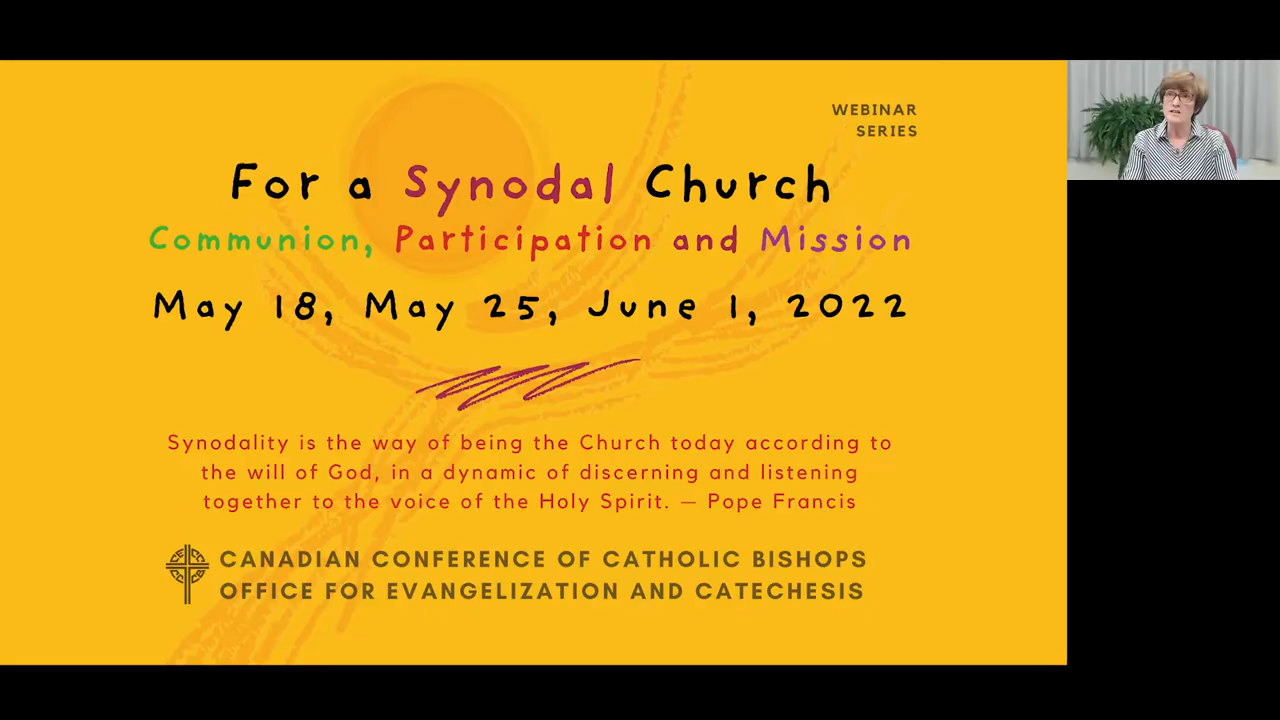 WEBINAR
SERIES
For a Synodal Church
Communion, Participation and Mission
May 18, May 25, June 1, 2022
Synodality is the way of being the Church today according to
the will of God, in a dynamic of discerning and listening
together to the voice of the Holy Spirit. — Pope Francis
CANADIAN CONFERENCE OF CATHOLIC BISHOPS
OFFICE FOR EVANGELIZATION AND CATECHESIS